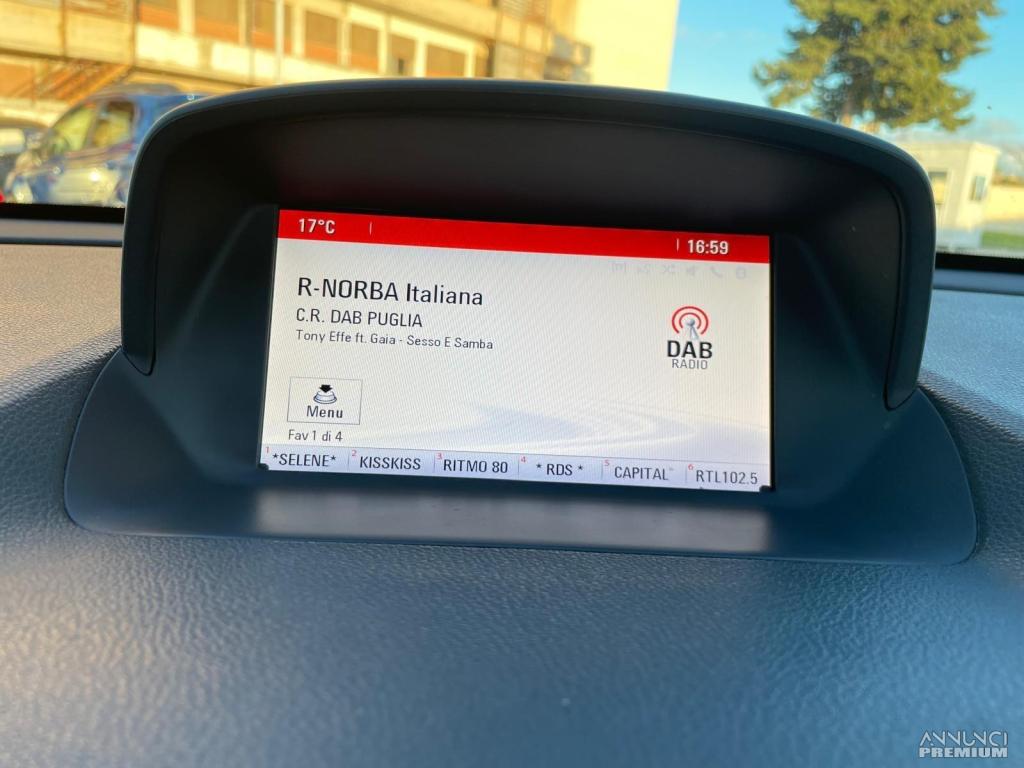 17°C
16:59
R-NORBA Italiana
C.R. DAB PUGLIA
Tony Effe ft. Gaia - Sesso E Samba
DAB
RADIO
Menu
Fav 1 di 4
1 *SELENE* 2 KISSKISS 3 RITMO 80 4 * RDS * 5 CAPITAL 6 RTL102.5
ANNUNCI
PREMIUM